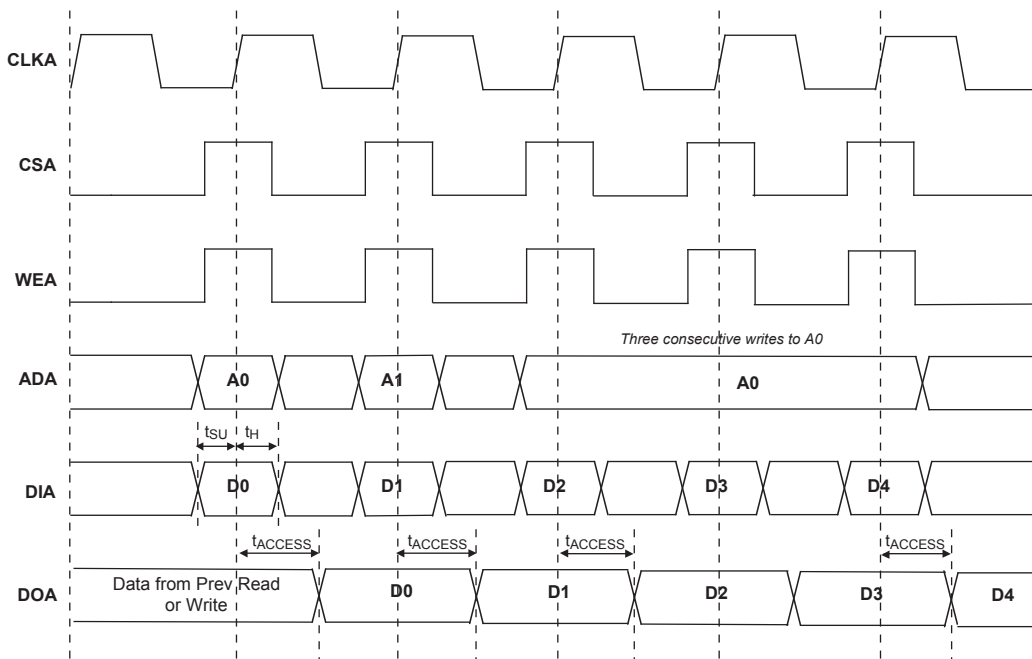 CLKA
CSA
WEA
Three consecutive writes to A0
ADA A0 A1 A0
tSU tH
DIA D0 D1 D2 D3 D4
tACCESS tACCESS tACCESS tACCESS
DOA Data from Prev Read
or Write D0 D1 D2 D3 D4